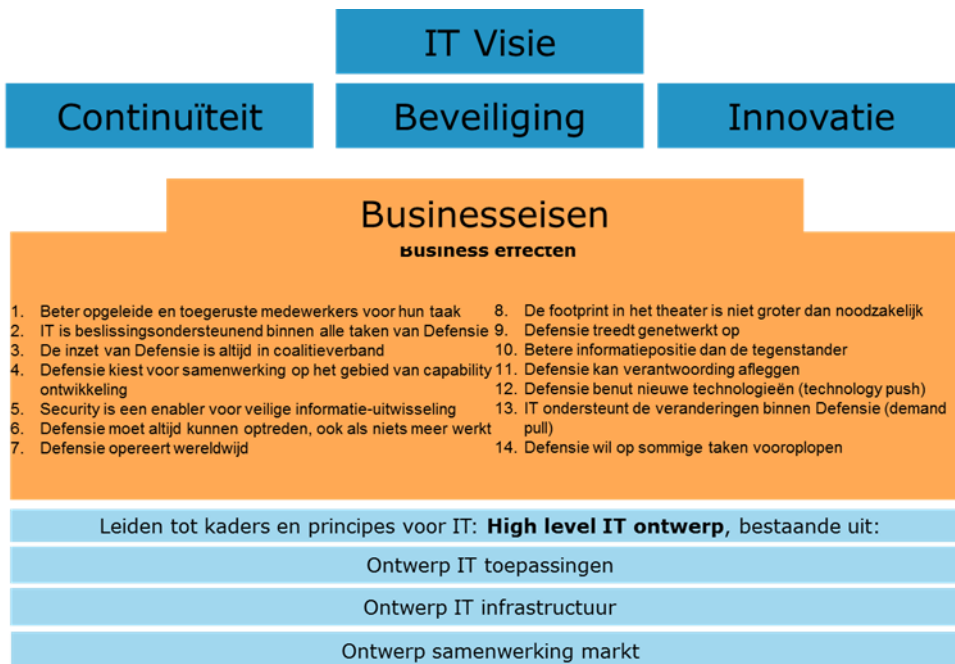 IT Visie
Continuïteit
Beveiliging
Innovatie
Businesseisen
Business effecten
1. Beter opgeleide en toegeruste medewerkers voor hun taak
2. IT is beslissingsondersteunend binnen alle taken van Defensie
3. De inzet van Defensie is altijd in coalitieverband
4. Defensie kiest voor samenwerking op het gebied van capability
ontwikkeling
5. Security is een enabler voor veilige informatie-uitwisseling
6. Defensie moet altijd kunnen optreden, ook als niets meer werkt
7. Defensie opereert wereldwijd
8. De footprint in het theater is niet groter dan noodzakelijk
9. Defensie treedt genetwerkt op
10. Betere informatiepositie dan de tegenstander
11. Defensie kan verantwoording afleggen
12. Defensie benut nieuwe technologieën (technology push)
13. IT ondersteunt de veranderingen binnen Defensie (demand
pull)
14. Defensie wil op sommige taken vooroplopen
Leiden tot kaders en principes voor IT: High level IT ontwerp, bestaande uit:
Ontwerp IT toepassingen
Ontwerp IT infrastructuur
Ontwerp samenwerking markt